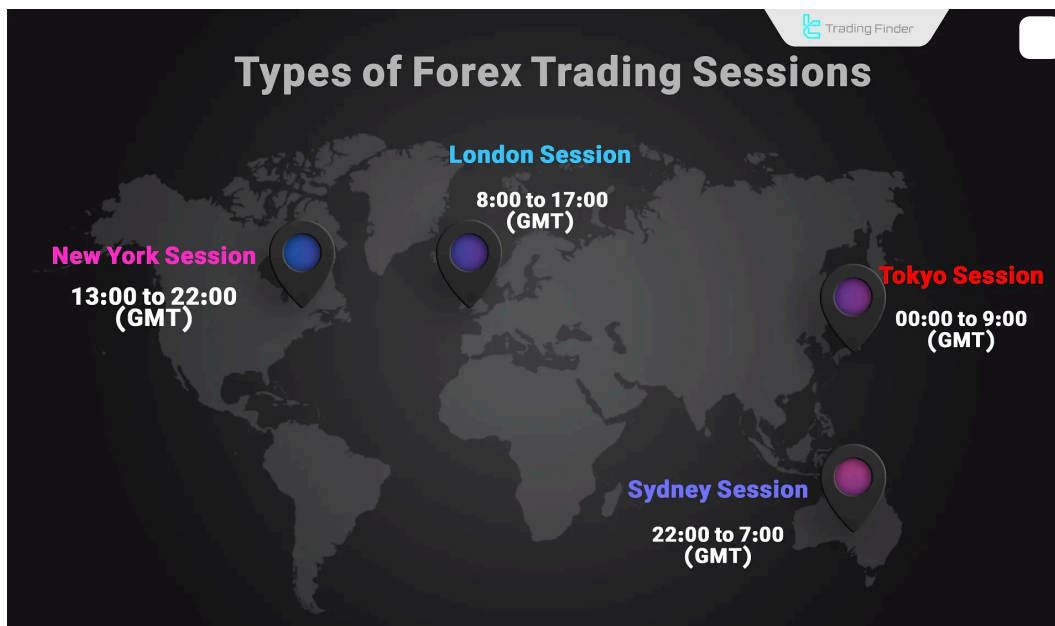 Trading Finder
Types of Forex Trading Sessions
London Session
8:00 to 17:00
(GMT)
New York Session
13:00 to 22:00
(GMT)
Tokyo Session
00:00 to 9:00
(GMT)
Sydney Session
22:00 to 7:00
(GMT)